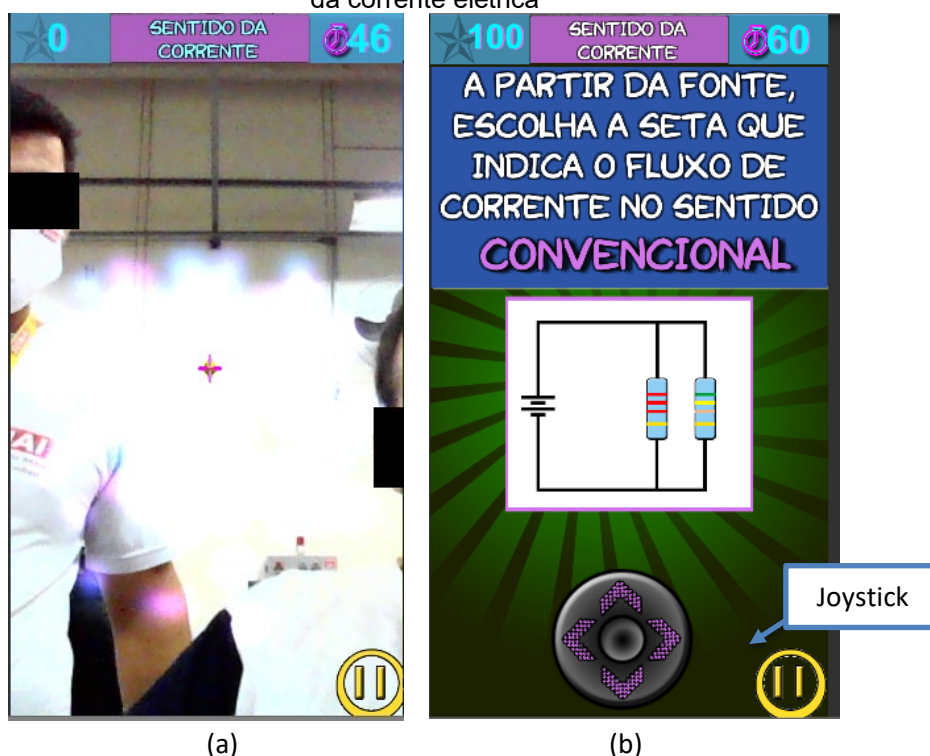 da corrente elétrica
0
SENTIDO DA
CORRENTE
46
100
SENTIDO DA
CORRENTE
60
A PARTIR DA FONTE,
ESCOLHA A SETA QUE
INDICA O FLUXO DE
CORRENTE NO SENTIDO
CONVENCIONAL
Joystick
(a)
(b)